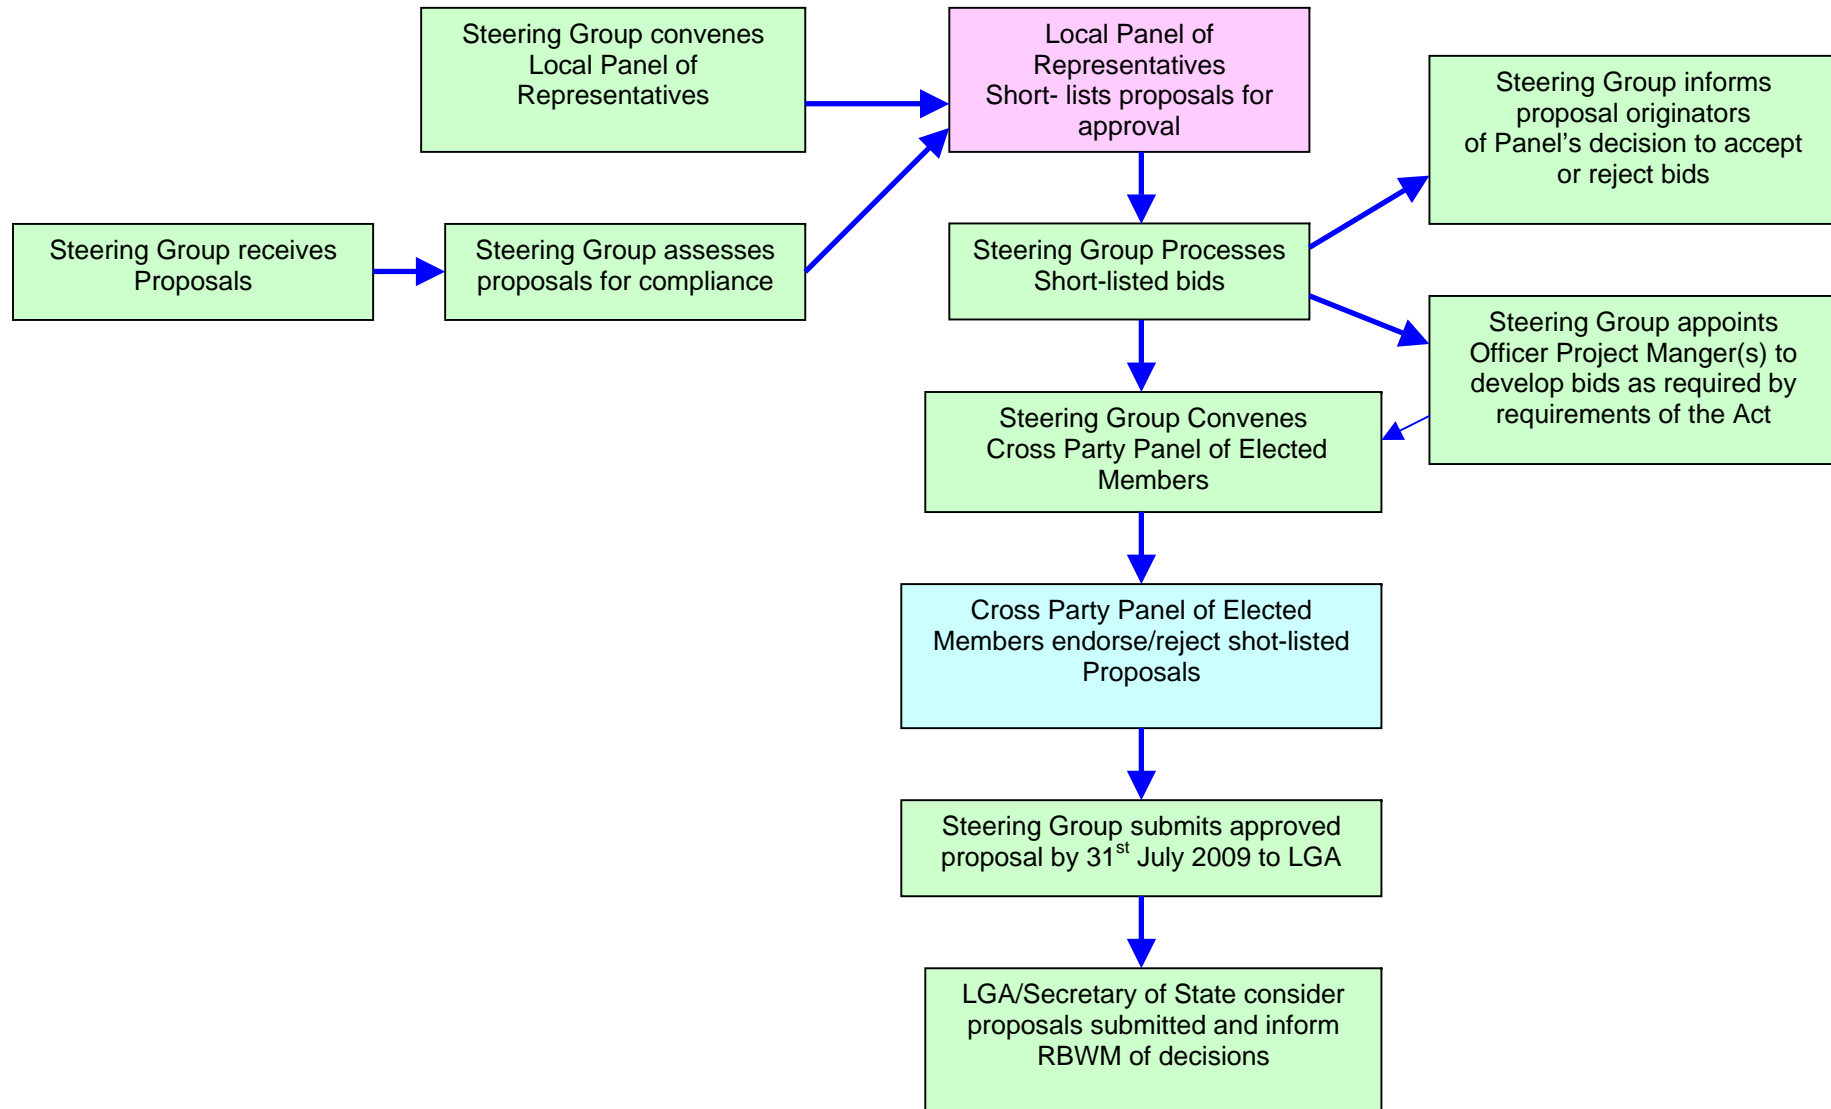 Steering Group convenes
Local Panel of
Representatives
Local Panel of
Representatives
Short- lists proposals for
approval
Steering Group informs
proposal originators
of Panel's decision to accept
or reject bids
Steering Group receives
Proposals
Steering Group assesses
proposals for compliance
Steering Group Processes
Short-listed bids
Steering Group appoints
Officer Project Manger(s) to
develop bids as required by
requirements of the Act
Steering Group Convenes
Cross Party Panel of Elected
Members
Cross Party Panel of Elected
Members endorse/reject shot-listed
Proposals
Steering Group submits approved
proposal by 31st July 2009 to LGA
LGA/Secretary of State consider
proposals submitted and inform
RBWM of decisions